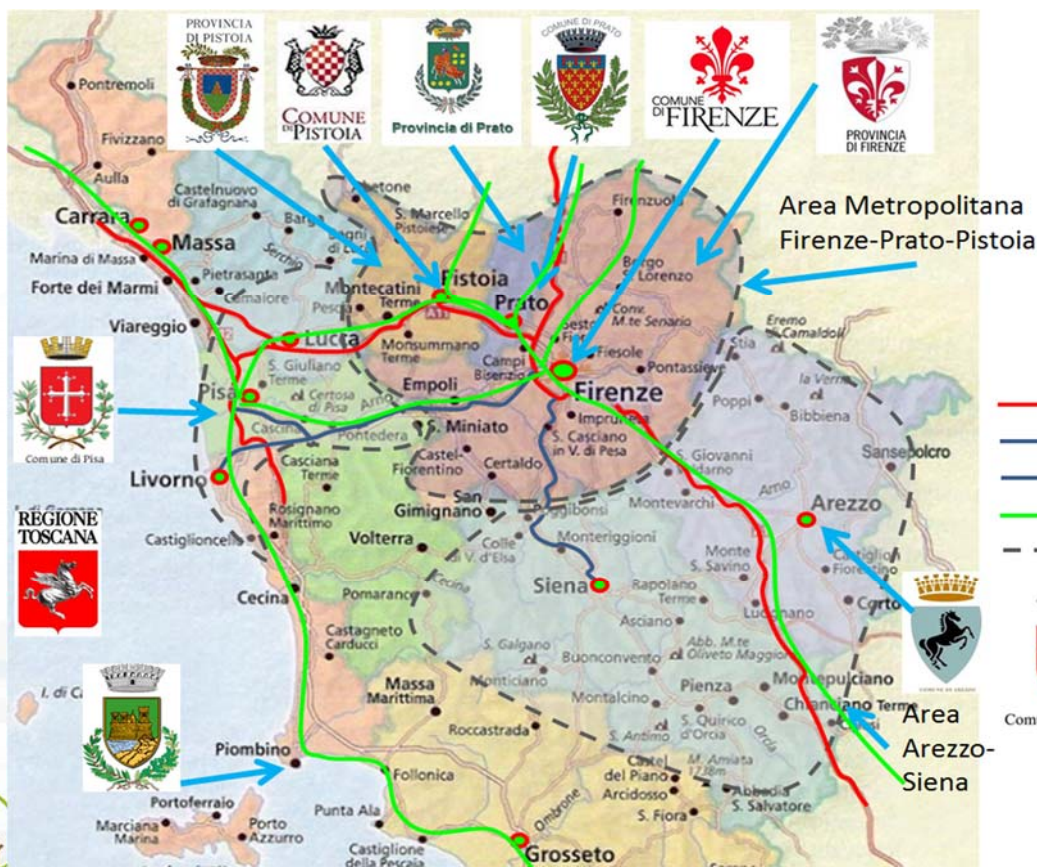 PROVINCIA
DI PISTOIA
COMUNE
DI PISTOIA
Provincia di Prato
COMUNE DI PRATO
COMUNE
DI FIRENZE
PROVINCIA
DI FIRENZE
Area Metropolitana
Firenze-Prato-Pistoia
Pontremoli
Fivizzano
Aulla
Carrara
Massa
Marina di Massa
Forte dei Marmi
Viareggio
Castelnuovo
di Garfagnana
Barga
Serchio
Pietrasanta
Camaiore
Lucca
S. Marcello
Pistoiese
Pistoia
Montecatini
Terme
Pescia
A11
Monsummano
Terme
Prato
Firenzuola
Borgo
S. Lorenzo
Conv.
M.te Senario
Fiesole
Pontassieve
Campi
Bisenzio
Firenze
Impruneta
S. Casciano
in V. di Pesa
Empoli
S. Miniato
Arno
Castel-
Fiorentino
Certaldo
San
Gimignano
Eremo
di Camaldoli
Stia
la Verna
Poppi
Bibbiena
Sansepolcro
Arno
Arezzo
S. Giovanni
Montevarchi
Monte
S. Savino
Fiorentino
Comune di Pisa
Pisa
S. Giuliano
Terme
Certosa
di Pisa
Cascina
Pontedera
Livorno
Casciana
Terme
Rosignano
Marittimo
Castiglioncello
Volterra
Cecina
Pomarance
Cecina
REGIONE
TOSCANA
Castagneto
Carducci
Colle
di V. d'Elsa
Monteriggioni
Siena
Rapolano
Terme
Asciano
S. Galgano
Monticiano
Buonconvento
Abb. M.te
Oliveto Maggiore
Montalcino
Pienza
Montepulciano
Chianciano Terme
S. Quirico
d'Orcia
Orcia
S. Antimo
M. Amiata
1738m
Castel
del Piano
Arcidosso
S. Fiora
Abbadia
S. Salvatore
COMUNE DI AREZZO
Area
Arezzo-
Siena
Massa
Marittima
Roccastrada
Piombino
Follonica
Portoferraio
Marciana
Marina
Porto
Azzurro
Punta Ala
Castiglione
della Pescaia
Ombrone
Grosseto